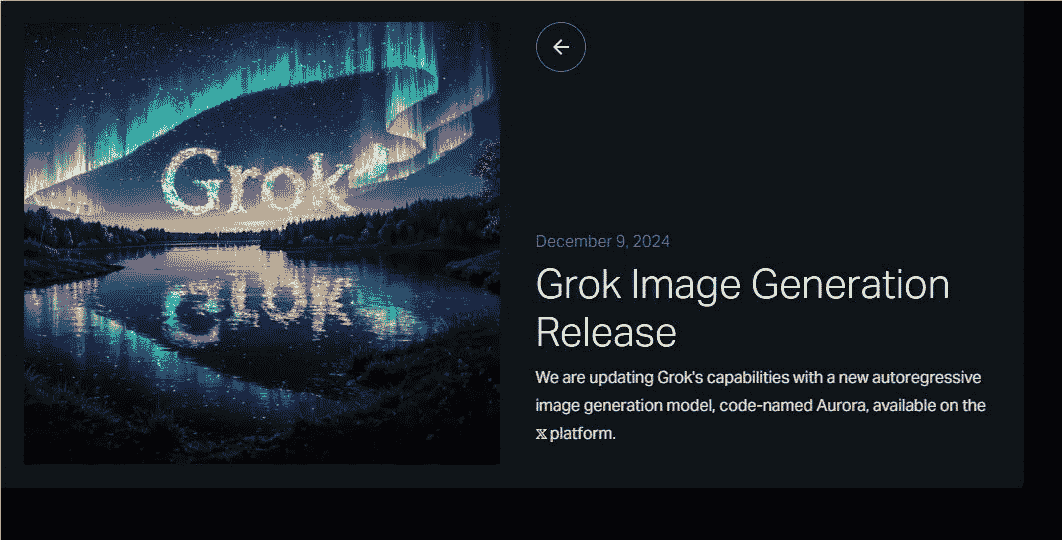 Grok
Grok
December 9, 2024
Grok Image Generation
Release
We are updating Grok's capabilities with a new autoregressive
image generation model, code-named Aurora, available on the
𝕏 platform.